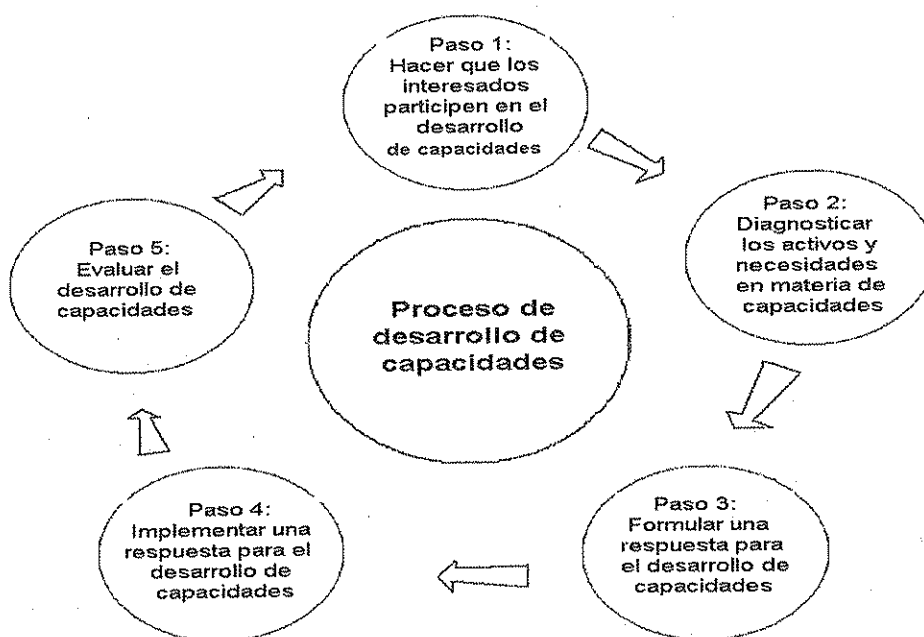 Paso 1:
Hacer que los
interesados
participen en el
desarrollo
de capacidades
Paso 2:
Diagnosticar
los activos y
necesidades
en materia de
capacidades
Paso 3:
Formular una
respuesta para
el desarrollo de
capacidades
Paso 4:
Implementar una
respuesta para el
desarrollo de
capacidades
Paso 5:
Evaluar el
desarrollo de
capacidades
Proceso de
desarrollo de
capacidades